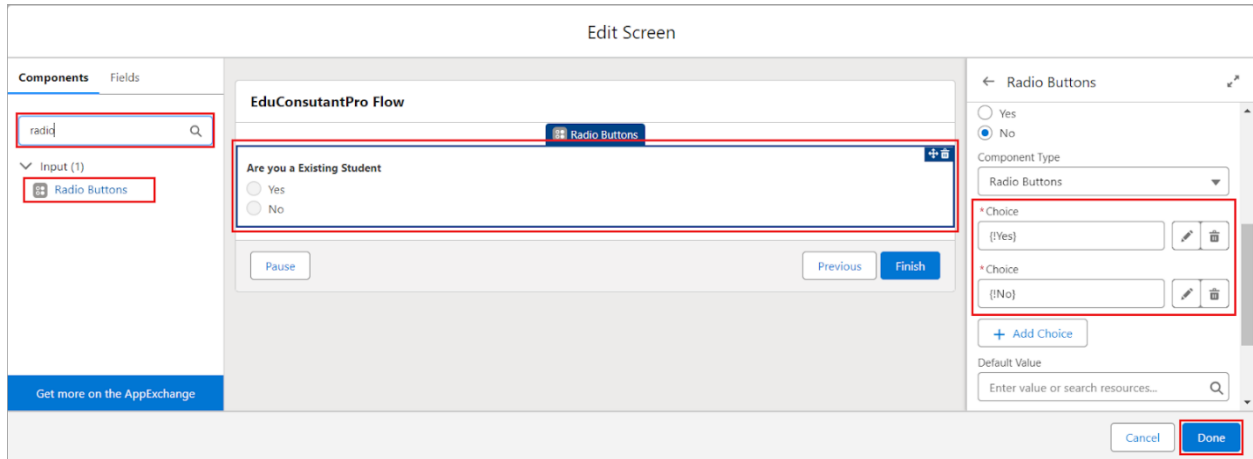 Edit Screen
Components Fields
radio
Input (1)
Radio Buttons
Get more on the AppExchange
EduConsutantPro Flow
Radio Buttons
Are you a Existing Student
Yes
No
Pause
Previous
Finish
Radio Buttons
Yes
No
Component Type
Radio Buttons
*Choice
{!Yes}
*Choice
{!No}
+ Add Choice
Default Value
Enter value or search resources...
Cancel
Done